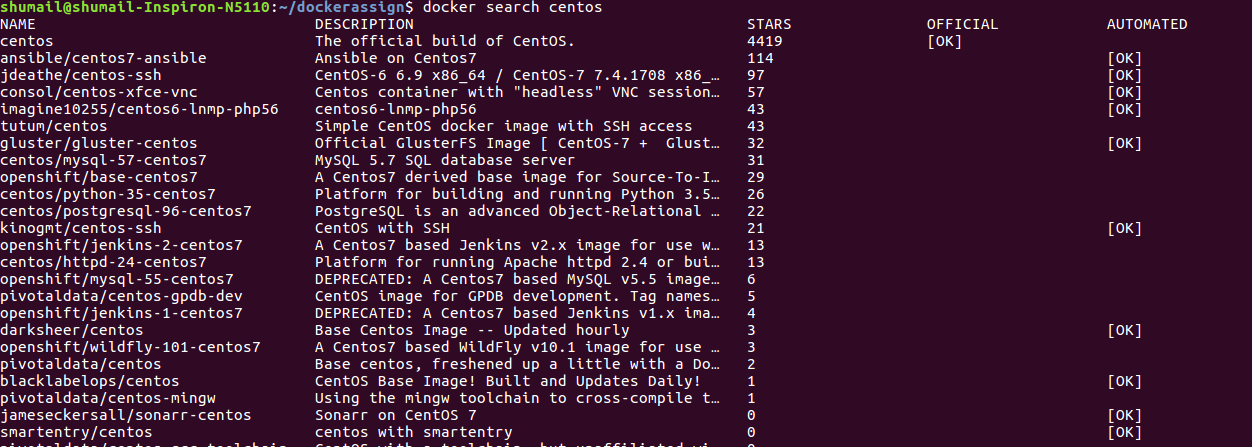 shumail@shumail-Inspiron-N5110:~/dockerassign$ docker search centos
NAME DESCRIPTION STARS OFFICIAL AUTOMATED
centos The official build of CentOS. 4419 [OK]
ansible/centos7-ansible Ansible on Centos7 114 [OK]
jdeathe/centos-ssh CentOS-6 6.9 x86_64 / CentOS-7 7.4.1708 x86_… 97 [OK]
consol/centos-xfce-vnc Centos container with "headless" VNC session… 57 [OK]
imagine10255/centos6-lnmp-php56 centos6-lnmp-php56 43 [OK]
tutum/centos Simple CentOS docker image with SSH access 43
gluster/gluster-centos Official GlusterFS Image [ CentOS-7 + Glust… 32 [OK]
centos/mysql-57-centos7 MySQL 5.7 SQL database server 31
openshift/base-centos7 A Centos7 derived base image for Source-To-I… 29
centos/python-35-centos7 Platform for building and running Python 3.5… 26
centos/postgresql-96-centos7 PostgreSQL is an advanced Object-Relational … 22
kinogmt/centos-ssh CentOS with SSH 21 [OK]
openshift/jenkins-2-centos7 A Centos7 based Jenkins v2.x image for use w… 13
centos/httpd-24-centos7 Platform for running Apache httpd 2.4 or bui… 13
openshift/mysql-55-centos7 DEPRECATED: A Centos7 based MySQL v5.5 image… 6
pivotaldata/centos-gpdb-dev CentOS image for GPDB development. Tag names… 5
openshift/jenkins-1-centos7 DEPRECATED: A Centos7 based Jenkins v1.x ima… 4
darksheer/centos Base Centos Image -- Updated hourly 3 [OK]
openshift/wildfly-101-centos7 A Centos7 based WildFly v10.1 image for use … 3
pivotaldata/centos Base centos, freshened up a little with a Do… 2
blacklabelops/centos CentOS Base Image! Built and Updates Daily! 1 [OK]
pivotaldata/centos-mingw Using the mingw toolchain to cross-compile t… 1
jameseckersall/sonarr-centos Sonarr on CentOS 7 0 [OK]
smartentry/centos centos with smartentry 0 [OK]